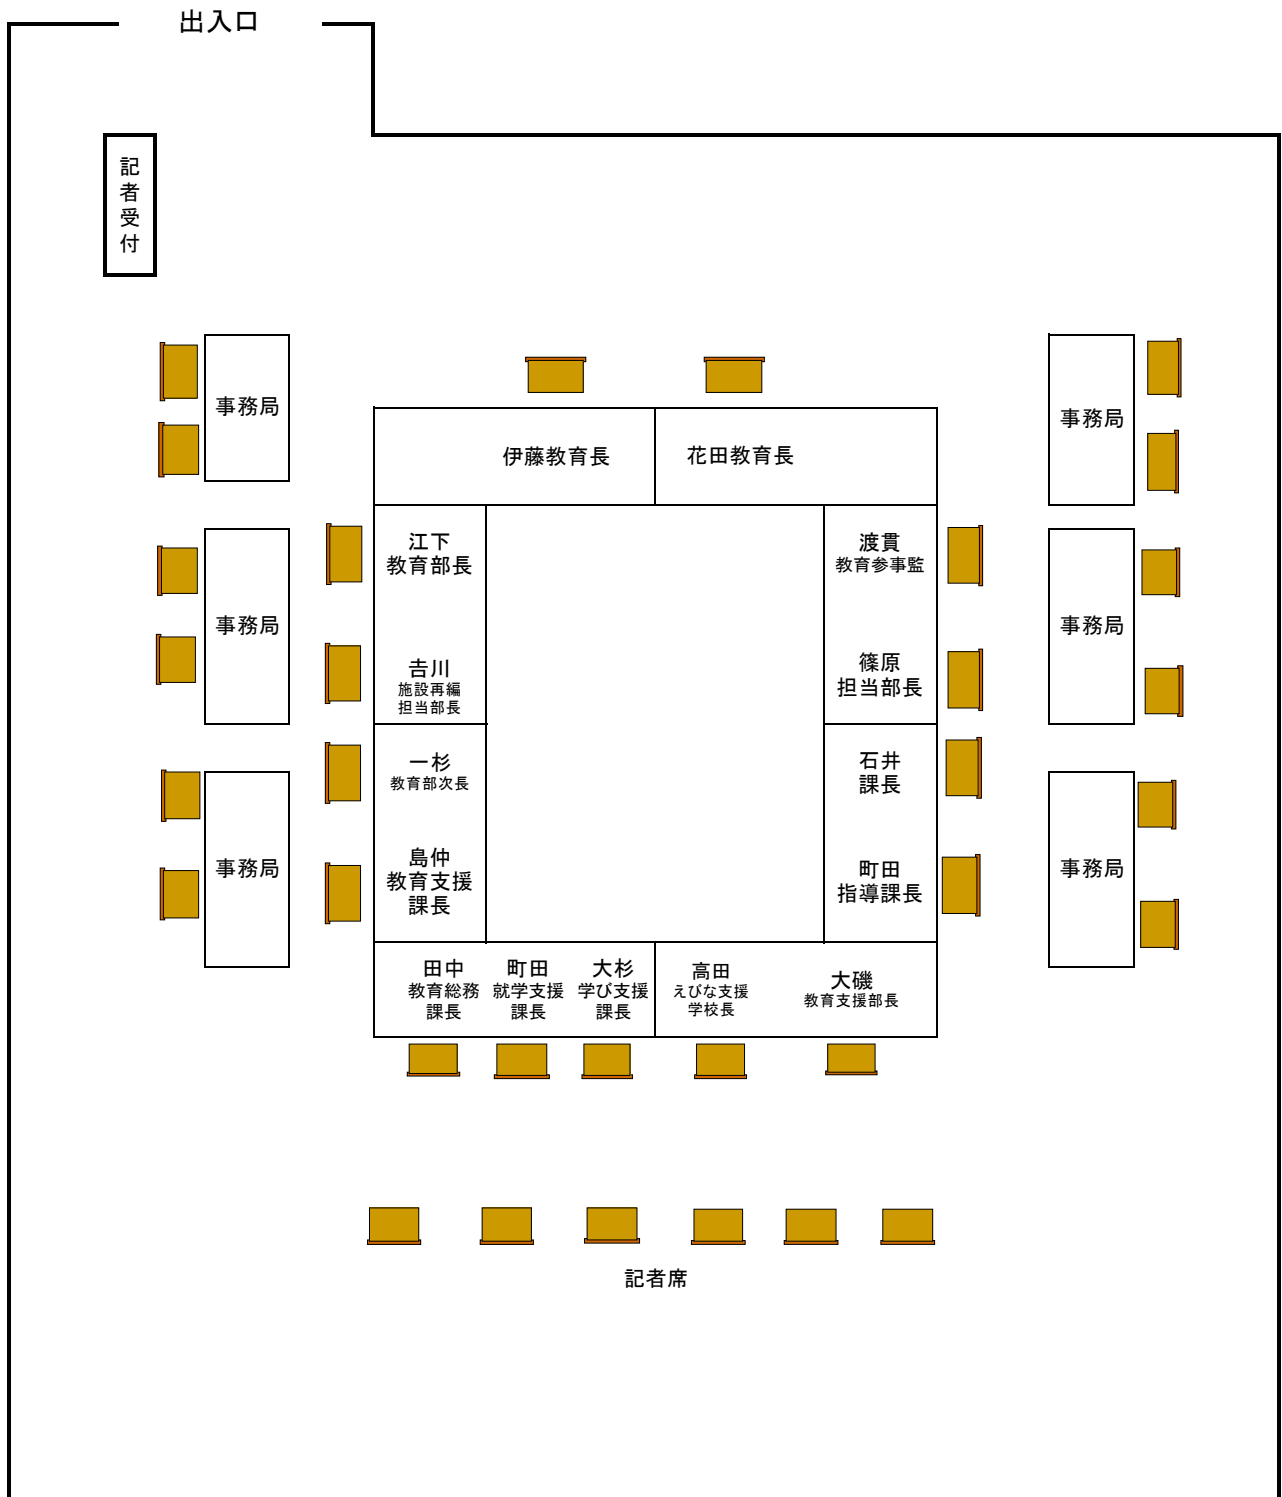 出入口
記者受付
事務局
事務局
伊藤教育長
花田教育長
江下
教育部長
渡貫
教育参事監
事務局
事務局
𠮷川
施設再編
担当部長
篠原
担当部長
一杉
教育部次長
石井
課長
島仲
教育支援
課長
町田
指導課長
事務局
事務局
田中
教育総務
課長
町田
就学支援
課長
大杉
学び支援
課長
高田
えびな支援
学校長
大磯
教育支援部長
記者席